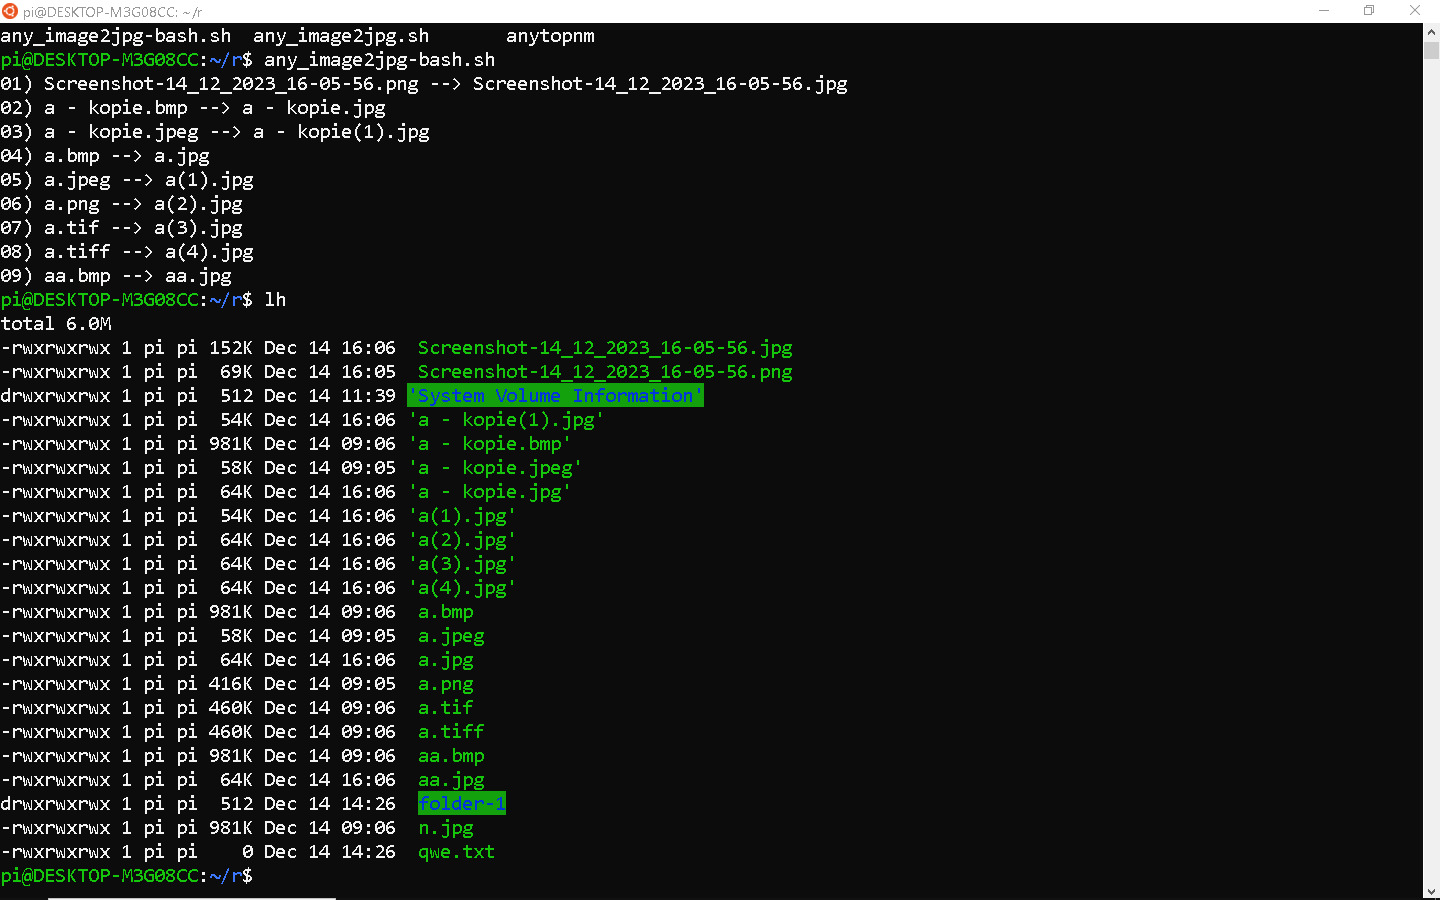 pi@DESKTOP-M3G08CC: ~/r
any_image2jpg-bash.sh  any_image2jpg.sh       anytopnm
pi@DESKTOP-M3G08CC:~/r$ any_image2jpg-bash.sh
01) Screenshot-14_12_2023_16-05-56.png --> Screenshot-14_12_2023_16-05-56.jpg
02) a - kopie.bmp --> a - kopie.jpg
03) a - kopie.jpeg --> a - kopie(1).jpg
04) a.bmp --> a.jpg
05) a.jpeg --> a(1).jpg
06) a.png --> a(2).jpg
07) a.tif --> a(3).jpg
08) a.tiff --> a(4).jpg
09) aa.bmp --> aa.jpg
pi@DESKTOP-M3G08CC:~/r$ lh
total 6.0M
-rwxrwxrwx 1 pi pi 152K Dec 14 16:06  Screenshot-14_12_2023_16-05-56.jpg
-rwxrwxrwx 1 pi pi  69K Dec 14 16:05  Screenshot-14_12_2023_16-05-56.png
drwxrwxrwx 1 pi pi  512 Dec 14 11:39 'System Volume Information'
-rwxrwxrwx 1 pi pi  54K Dec 14 16:06 'a - kopie(1).jpg'
-rwxrwxrwx 1 pi pi 981K Dec 14 09:06 'a - kopie.bmp'
-rwxrwxrwx 1 pi pi  58K Dec 14 09:05 'a - kopie.jpeg'
-rwxrwxrwx 1 pi pi  64K Dec 14 16:06 'a - kopie.jpg'
-rwxrwxrwx 1 pi pi  54K Dec 14 16:06 'a(1).jpg'
-rwxrwxrwx 1 pi pi  64K Dec 14 16:06 'a(2).jpg'
-rwxrwxrwx 1 pi pi  64K Dec 14 16:06 'a(3).jpg'
-rwxrwxrwx 1 pi pi  64K Dec 14 16:06 'a(4).jpg'
-rwxrwxrwx 1 pi pi 981K Dec 14 09:06  a.bmp
-rwxrwxrwx 1 pi pi  58K Dec 14 09:05  a.jpeg
-rwxrwxrwx 1 pi pi  64K Dec 14 16:06  a.jpg
-rwxrwxrwx 1 pi pi 416K Dec 14 09:05  a.png
-rwxrwxrwx 1 pi pi 460K Dec 14 09:06  a.tif
-rwxrwxrwx 1 pi pi 460K Dec 14 09:06  a.tiff
-rwxrwxrwx 1 pi pi 981K Dec 14 09:06  aa.bmp
-rwxrwxrwx 1 pi pi  64K Dec 14 16:06  aa.jpg
drwxrwxrwx 1 pi pi  512 Dec 14 14:26  folder-1
-rwxrwxrwx 1 pi pi 981K Dec 14 09:06  n.jpg
-rwxrwxrwx 1 pi pi    0 Dec 14 14:26  qwe.txt
pi@DESKTOP-M3G08CC:~/r$